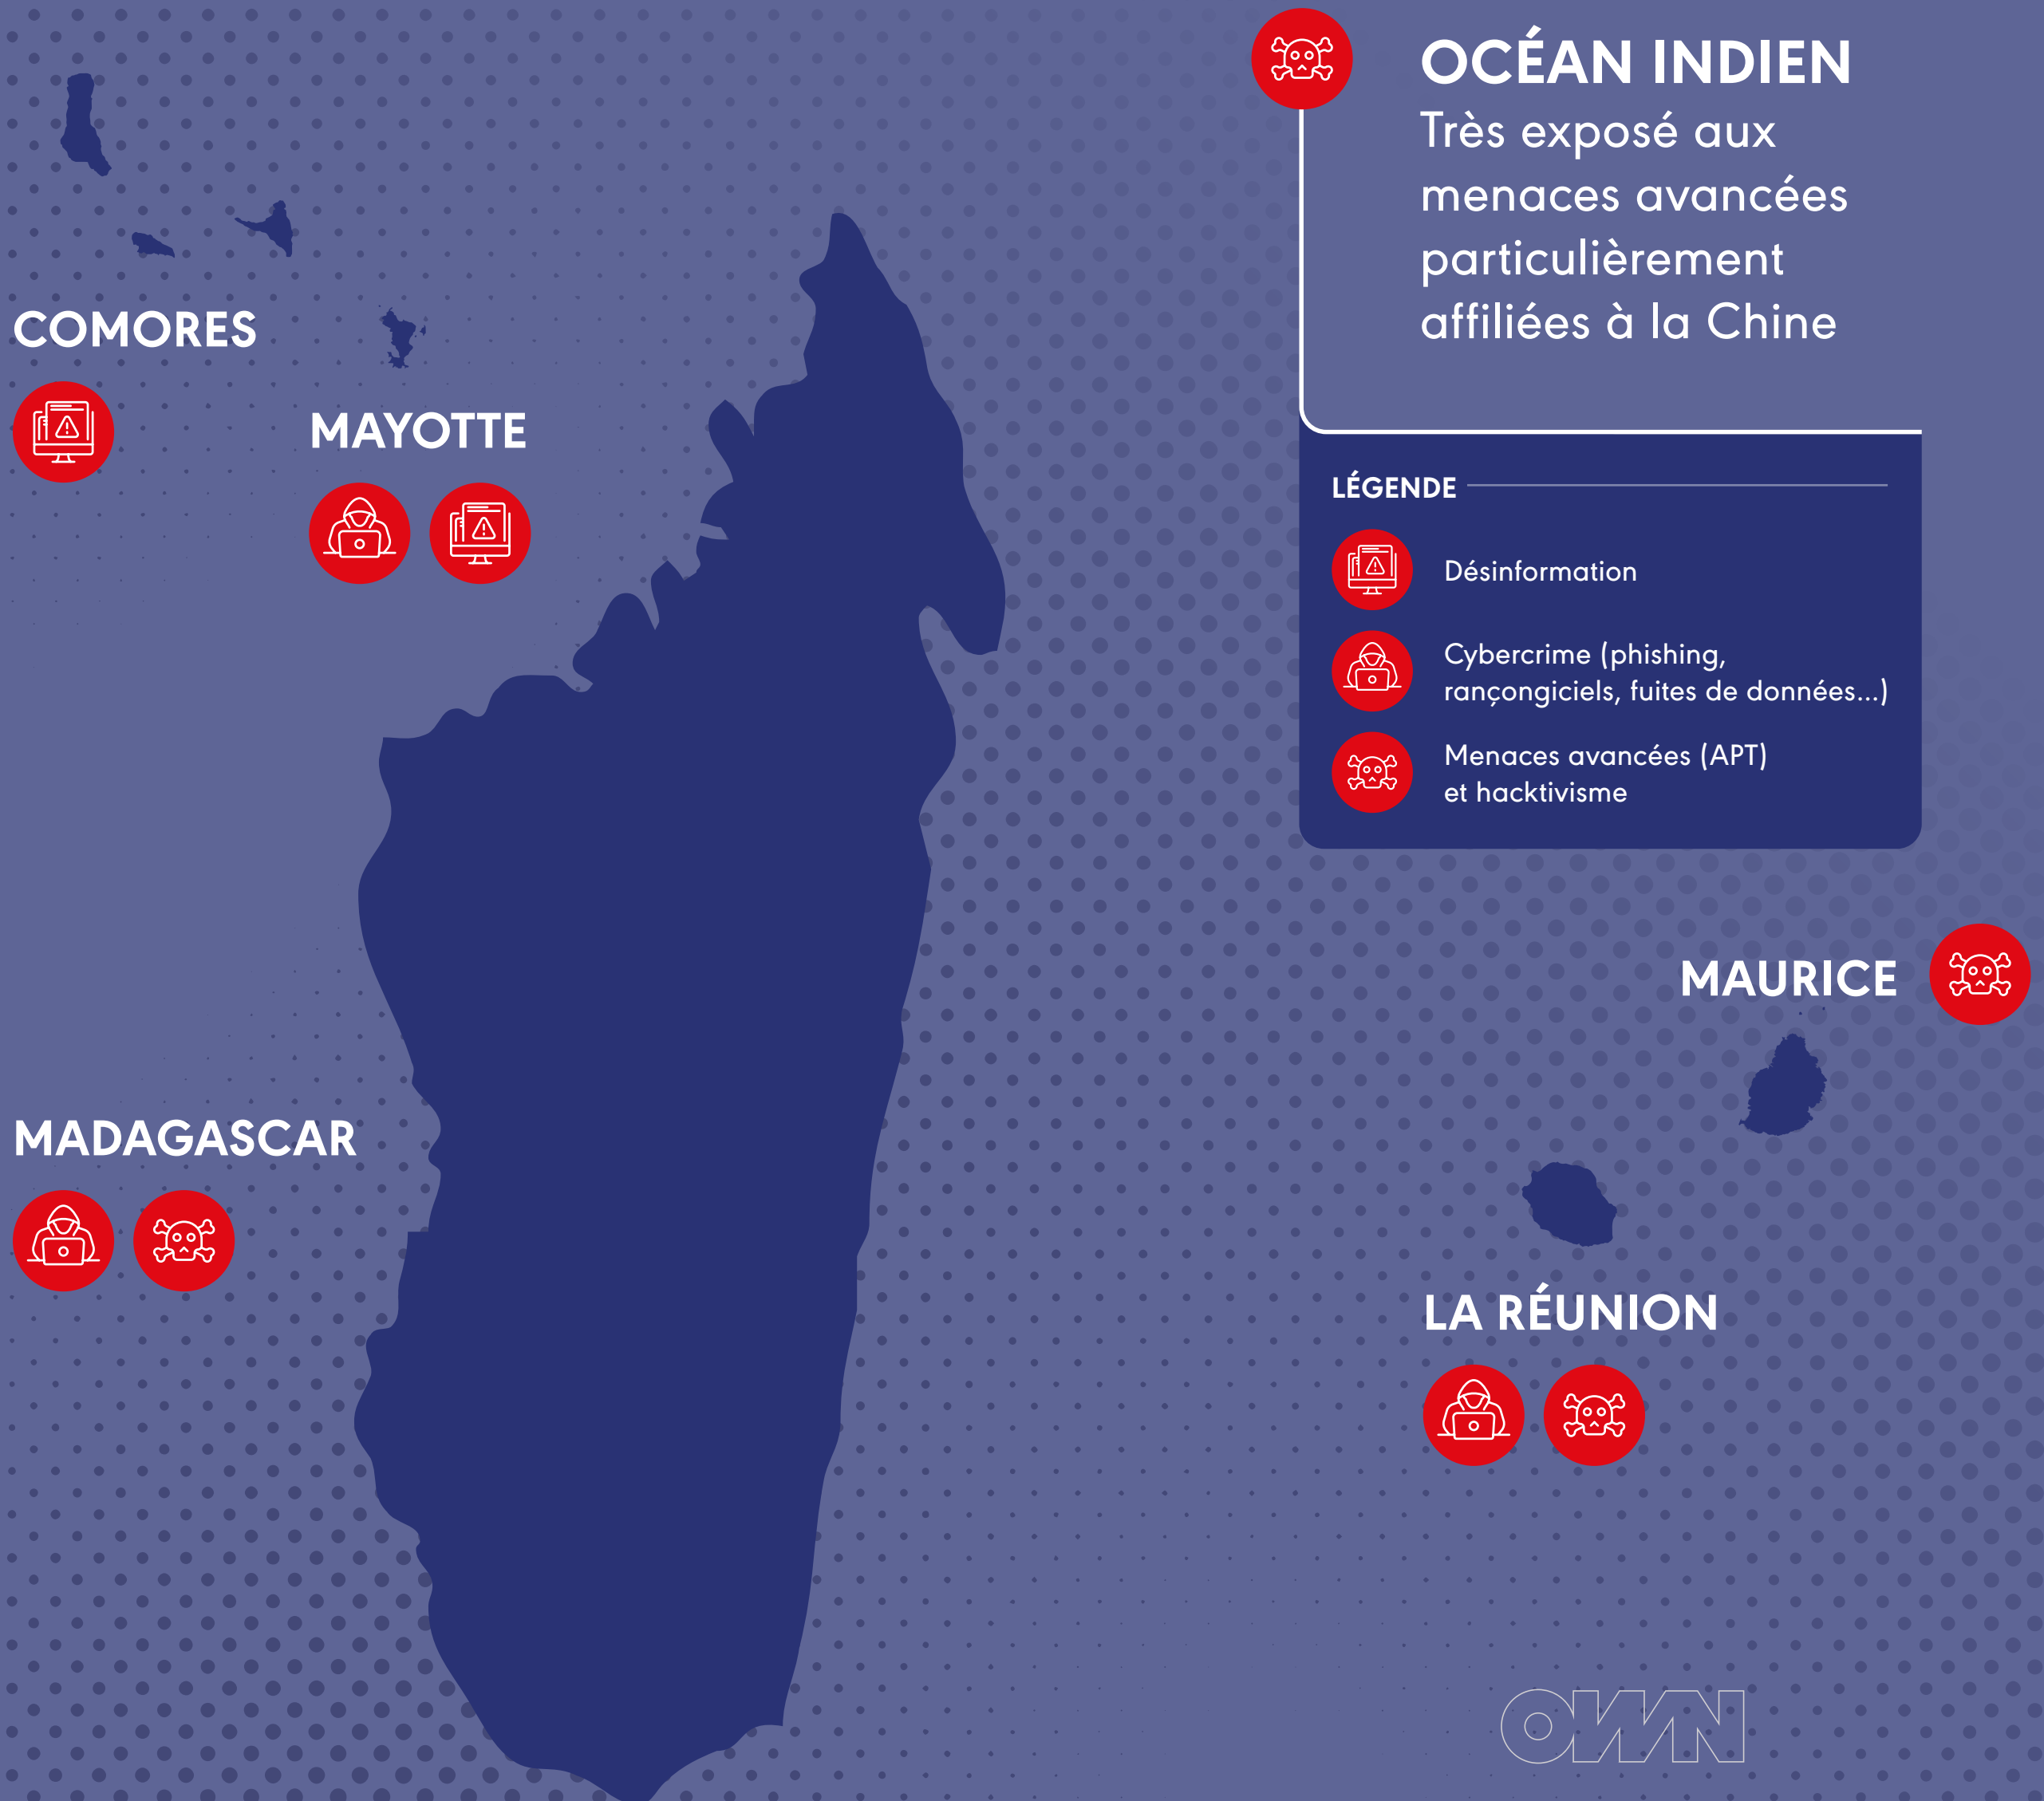 OCÉAN INDIEN
Très exposé aux
menaces avancées
particulièrement
affiliées à la Chine
LÉGENDE
Désinformation
Cybercrime (phishing,
rançongiciels, fuites de données...)
Menaces avancées (APT)
et hacktivisme
COMORES
MAYOTTE
MAURICE
MADAGASCAR
LA RÉUNION
OWN